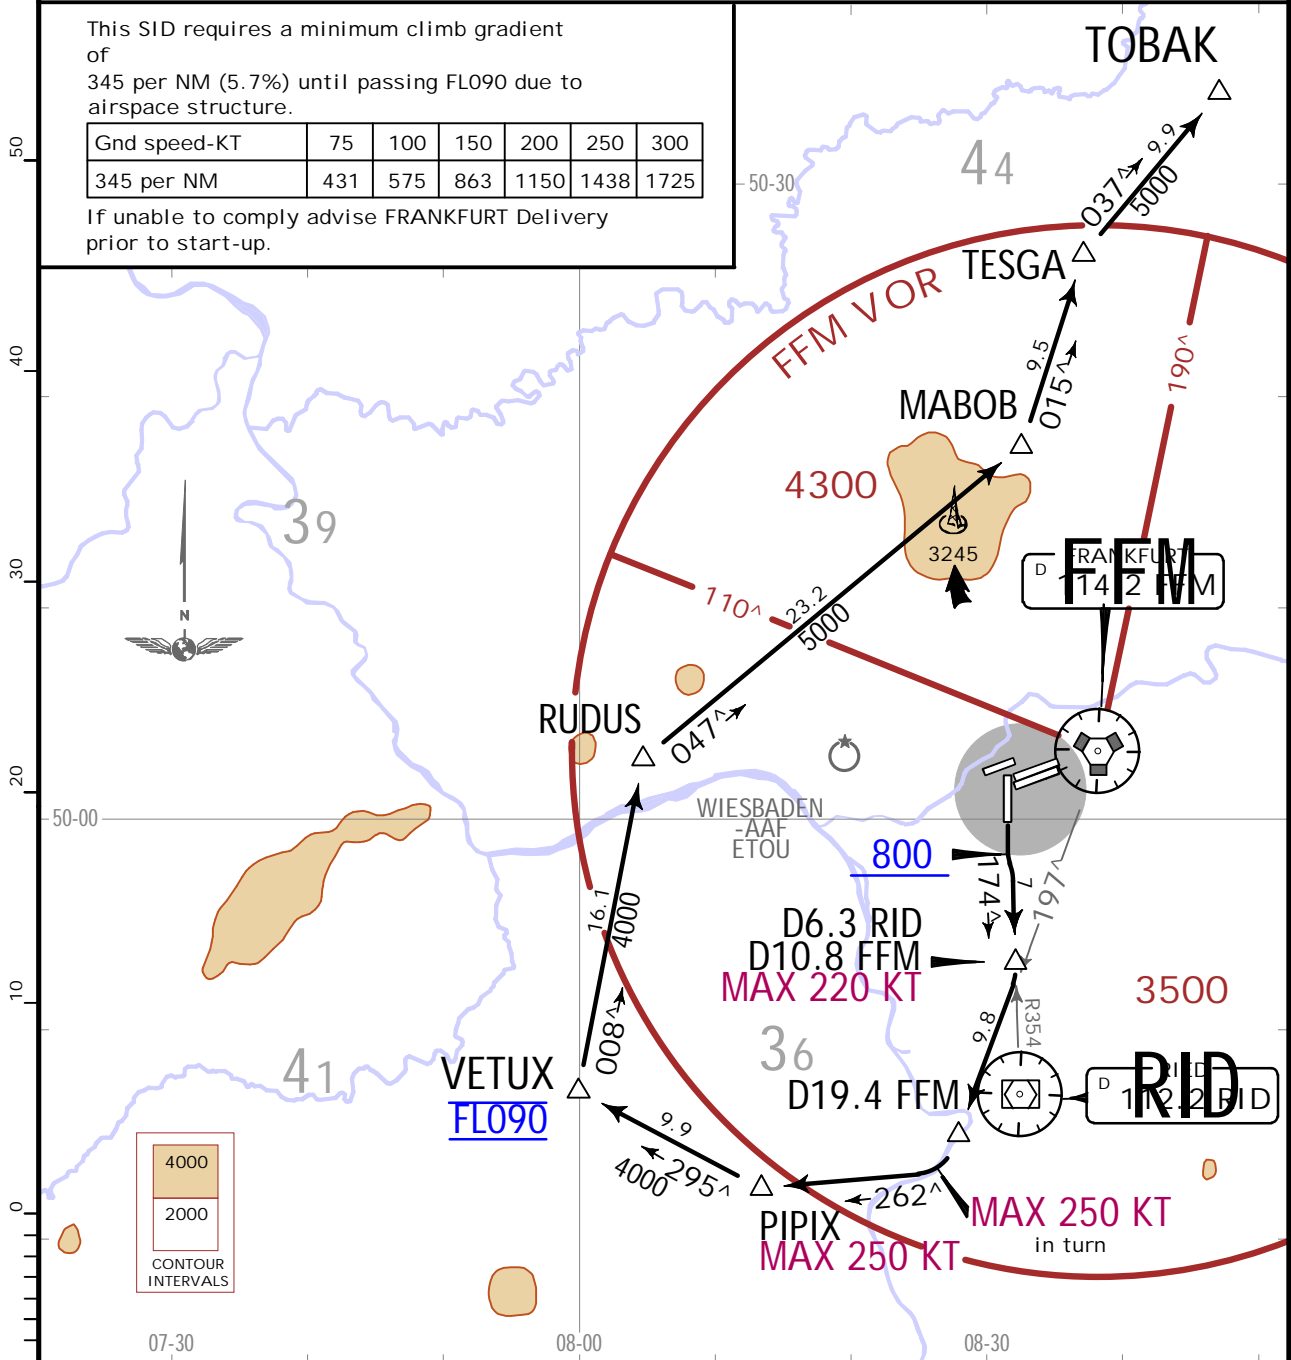 This SID requires a minimum climb gradient
of
345 per NM (5.7%) until passing FL090 due to
airspace structure.
Gnd speed-KT 75 100 150 200 250 300
345 per NM 431 575 863 1150 1438 1725
If unable to comply advise FRANKFURT Delivery
prior to start-up.
TOBAK
50
50-30
44
9.9
037^
5000
TESGA
FFM VOR
190^
40
9.5
015^
MABOB
4300
39
3245
FRANKFURT
D 114.2 FFM
FFM
30
N
110^
23.2
5000
RUDUS
047^
20
50-00
WIESBADEN
-AAF
ETOU
800
174^
7
197^
16.1
4000
D6.3 RID
D10.8 FFM
MAX 220 KT
3500
10
R354
9.8
008^
36
41
VETUX
FL090
D19.4 FFM
RIED
D 112.2 RID
RID
9.9
295^
4000
262^
4000
2000
CONTOUR
INTERVALS
0
PIPIX
MAX 250 KT
MAX 250 KT
in turn
07-30
08-00
08-30